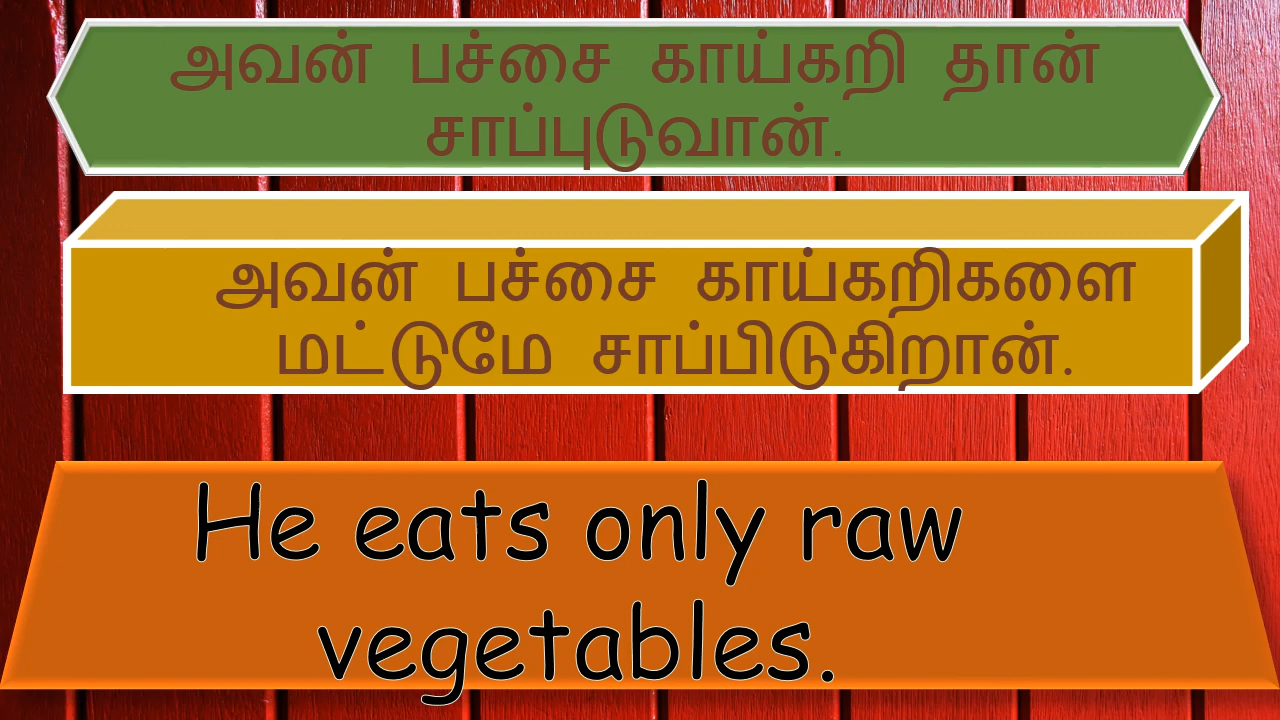 அவன் பச்சை காய்கறி தான்
சாப்புடுவான்.
அவன் பச்சை காய்கறிகளை
மட்டுமே சாப்பிடுகிறான்.
He eats only raw
vegetables.